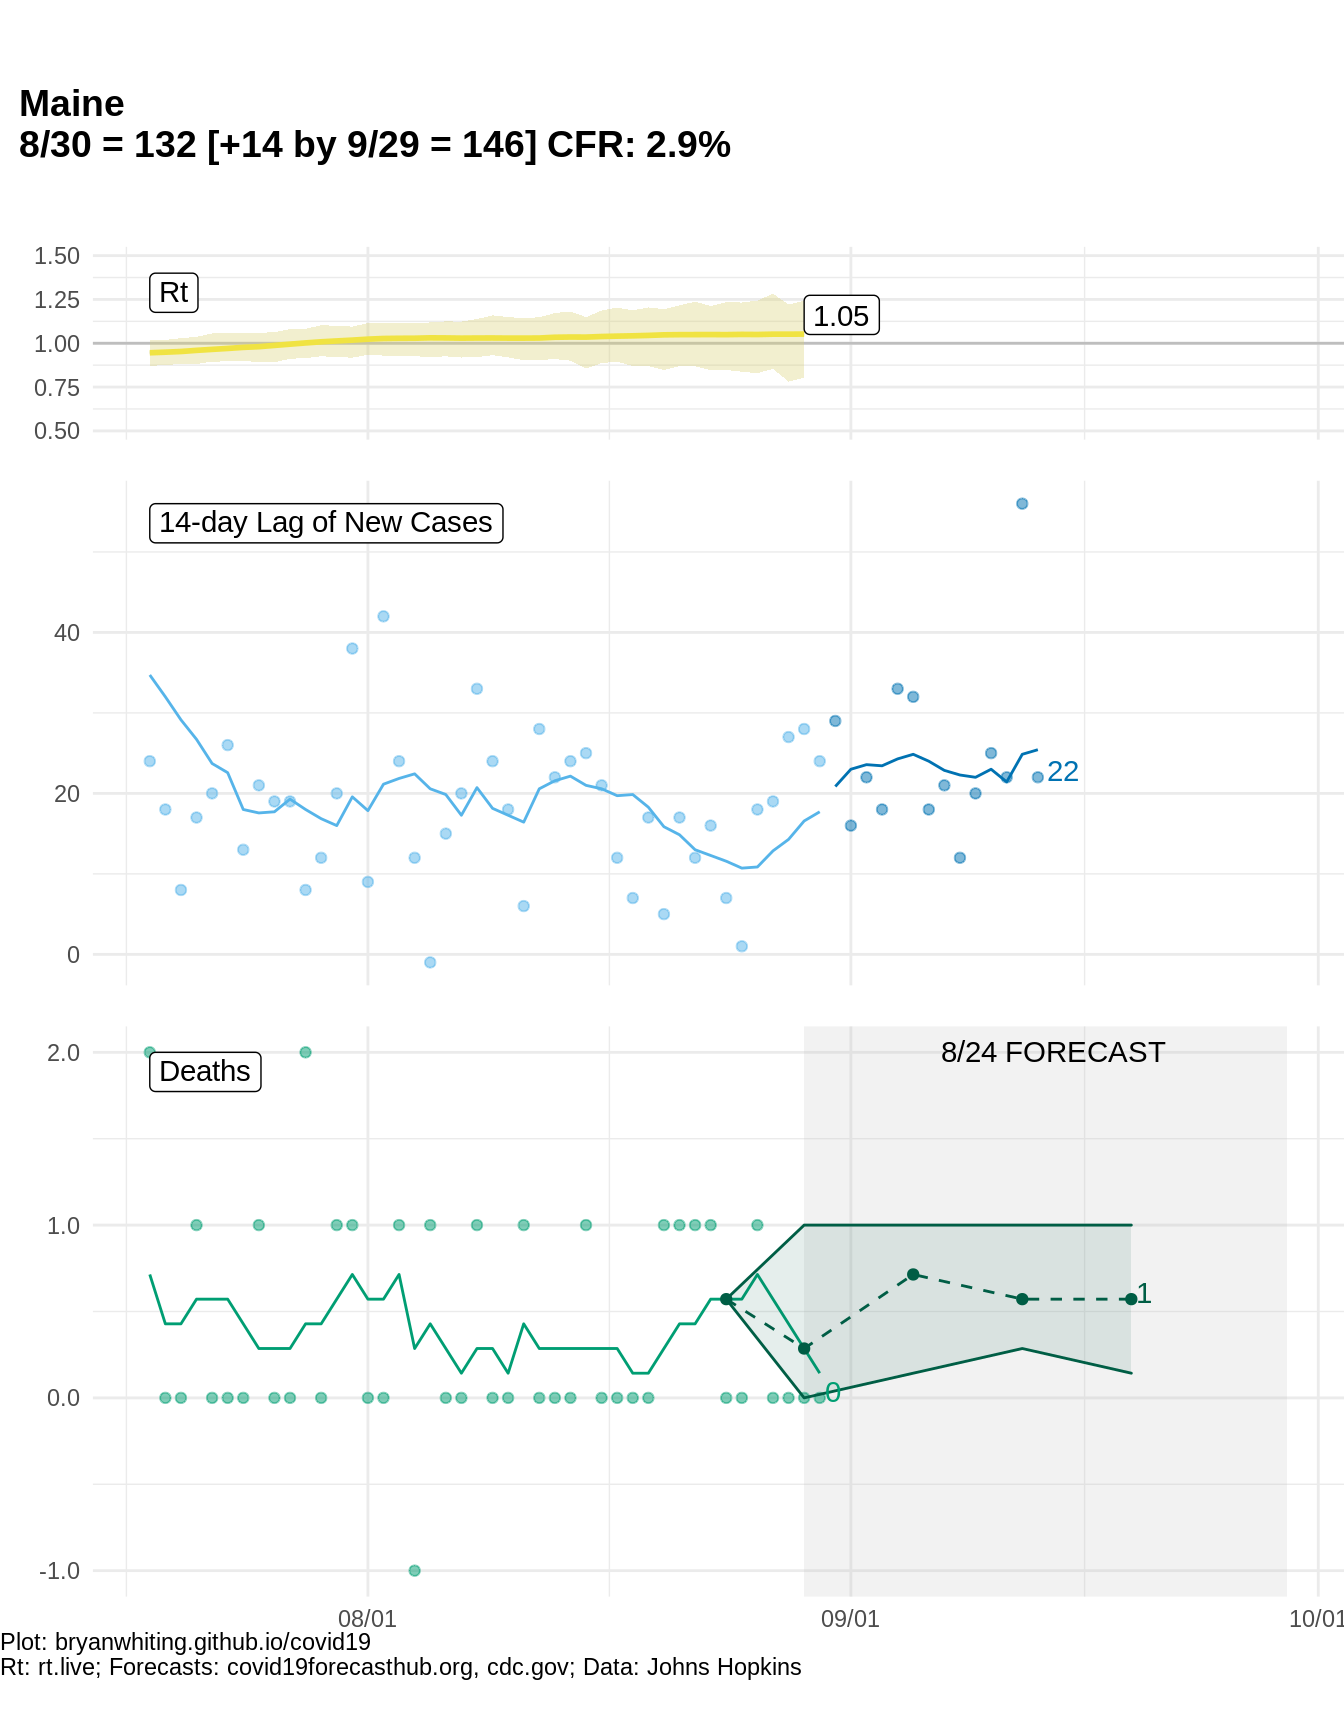 Maine
8/30 = 132 [+14 by 9/29 = 146] CFR: 2.9%
1.50
Rt
1.25
1.05
1.00
0.75
0.50
14-day Lag of New Cases
40
22
20
0
2.0
8/24 FORECAST
Deaths
1.0
1
0.0
0
-1.0
08/01
09/01
10/01
Plot: bryanwhiting.github.io/covid19
Rt: rt.live; Forecasts: covid19forecasthub.org, cdc.gov; Data: Johns Hopkins